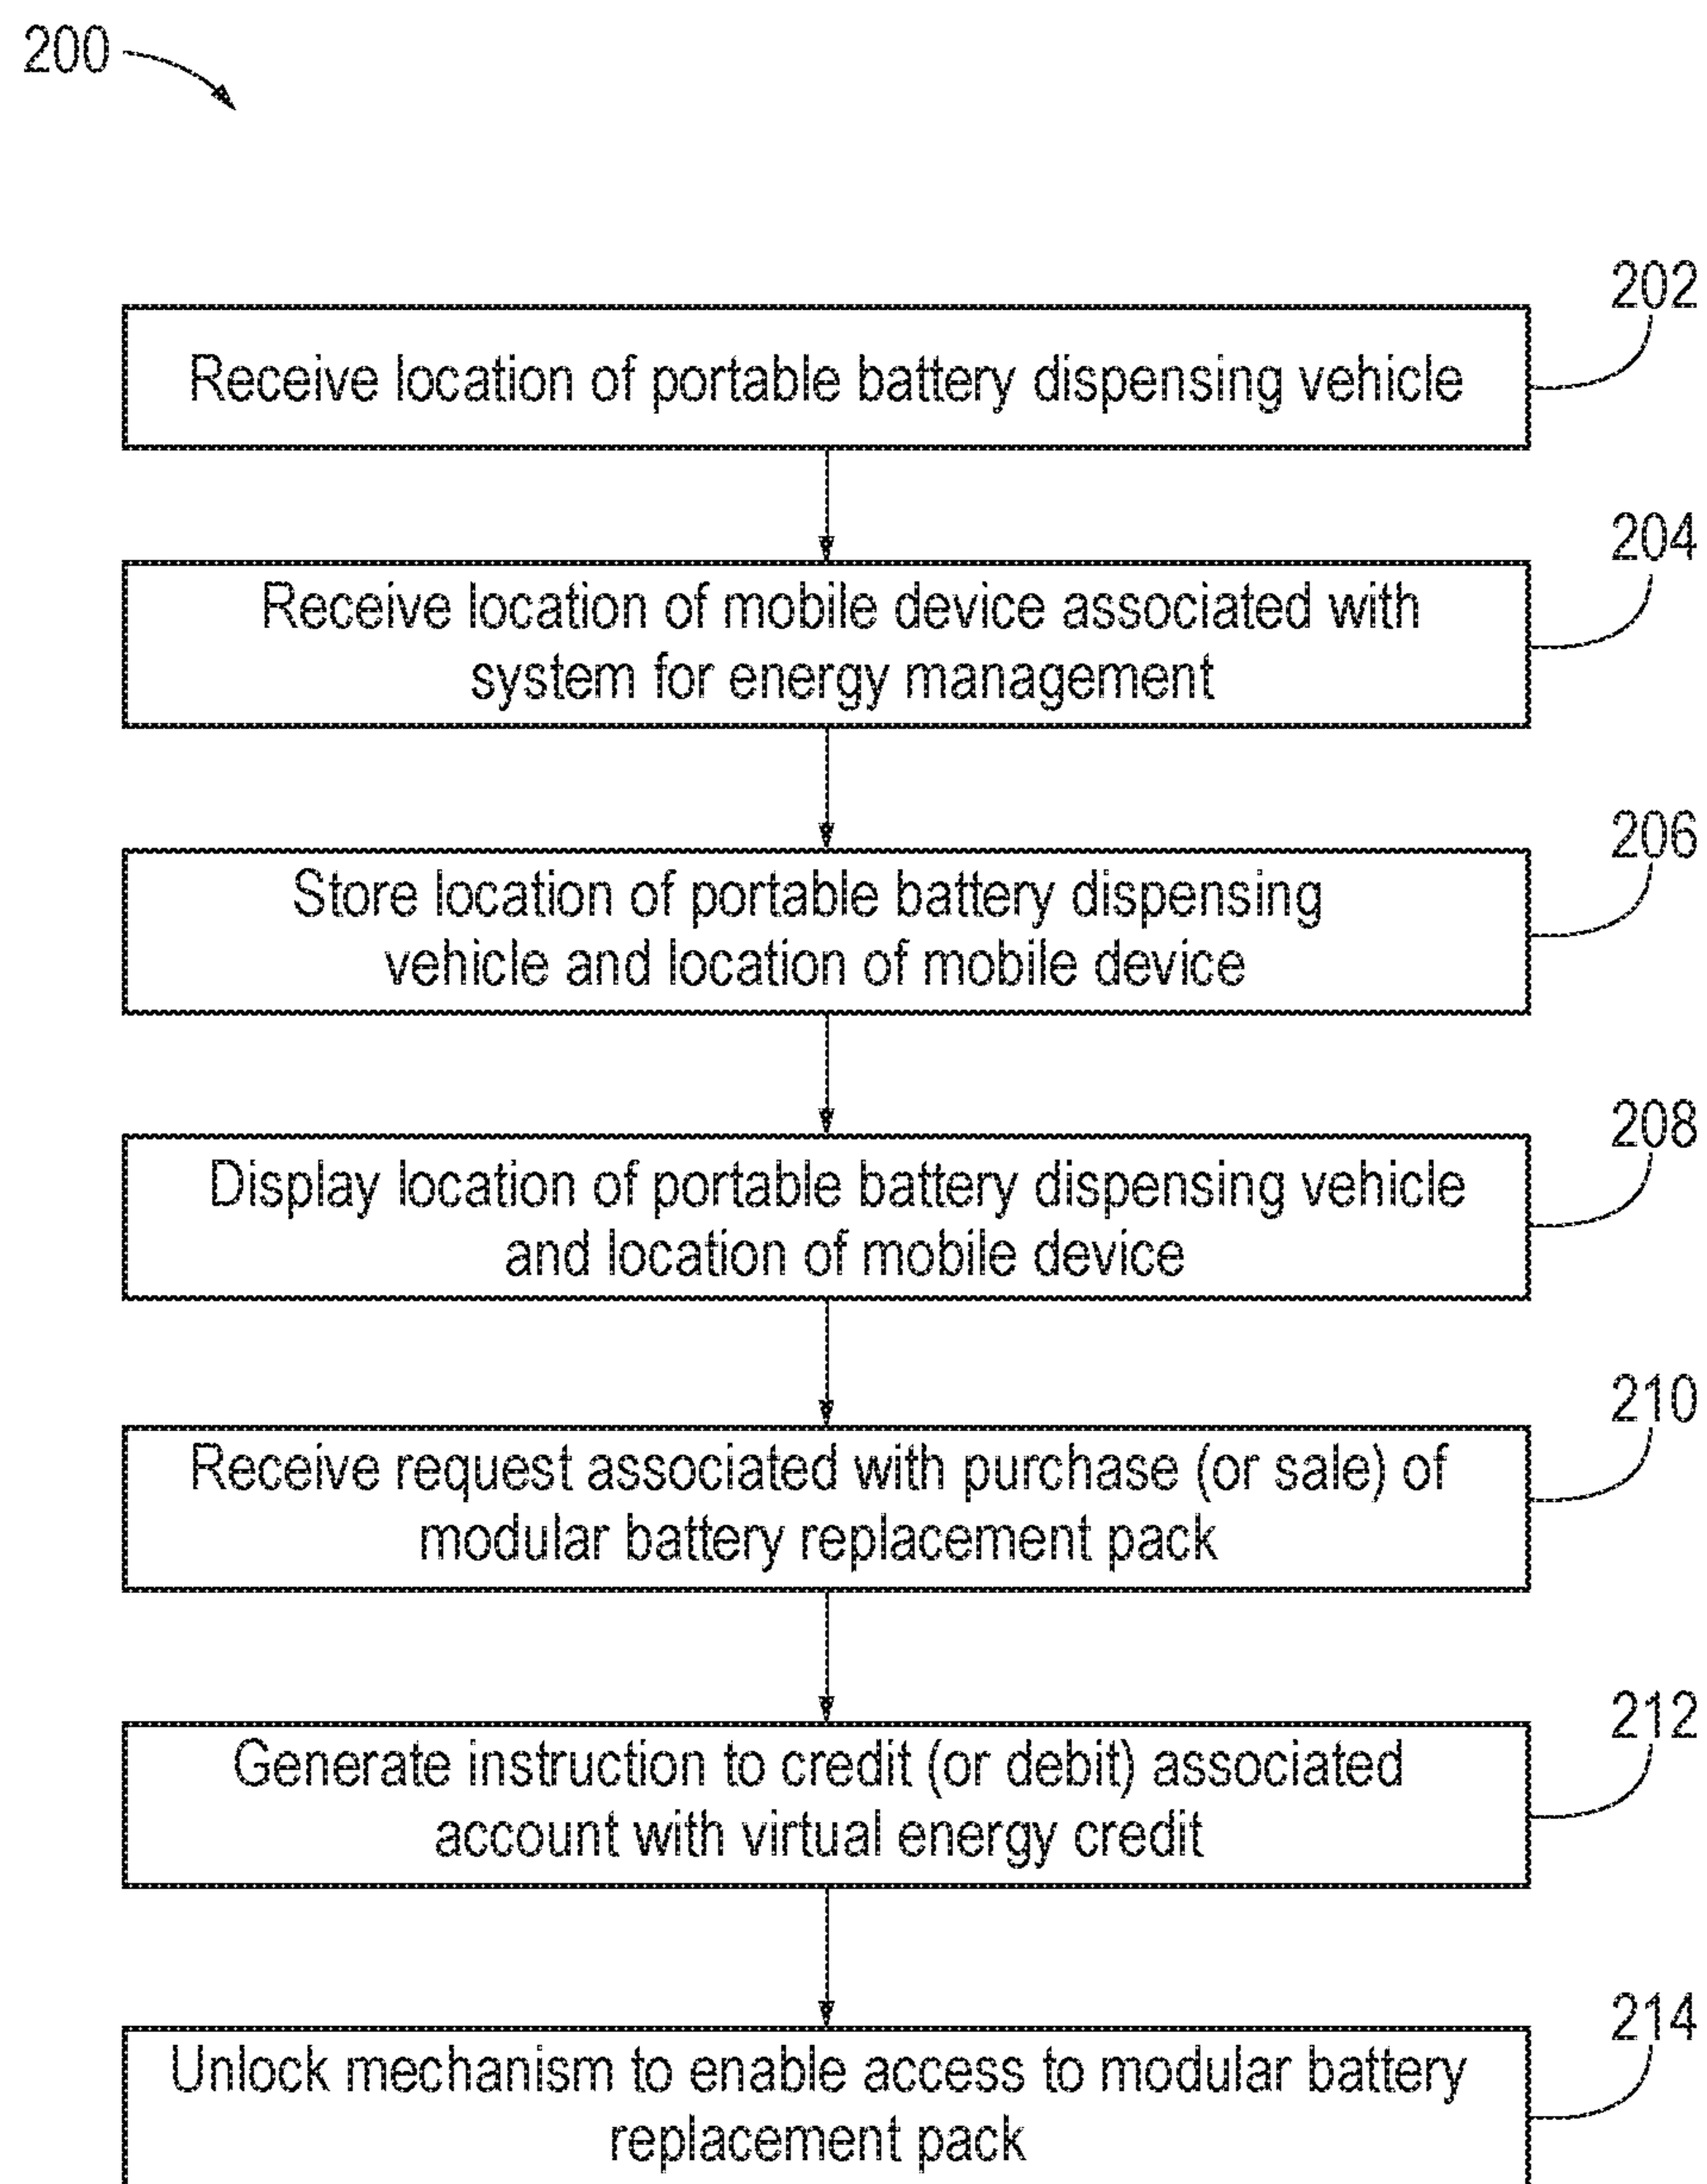 200
202
Receive location of portable battery dispensing vehicle
204
Receive location of mobile device associated with
system for energy management
206
Store location of portable battery dispensing
vehicle and location of mobile device
208
Display location of portable battery dispensing vehicle
and location of mobile device
210
Receive request associated with purchase (or sale) of
modular battery replacement pack
212
Generate instruction to credit (or debit) associated
account with virtual energy credit
214
Unlock mechanism to enable access to modular battery
replacement pack